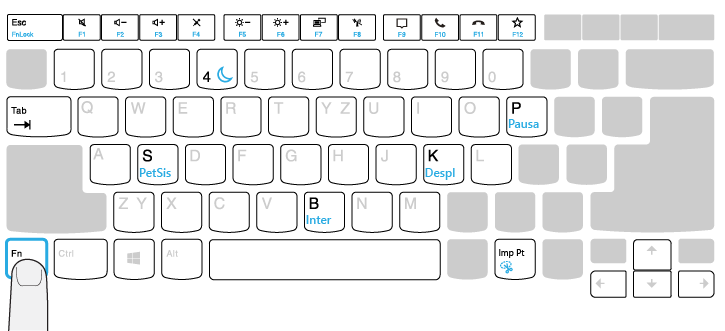 Esc
FnLock
F1
F2
F3
F4
F5
F6
F7
F8
F9
F10
F11
F12
1 2 3 4 5 6 7 8 9 0
Tab Q W E R T Y Z U I O P
Pausa
A S D F G H J K L
PetSis Despl
Z Y X C V B N M
Inter
Fn Ctrl Alt Imp Pt